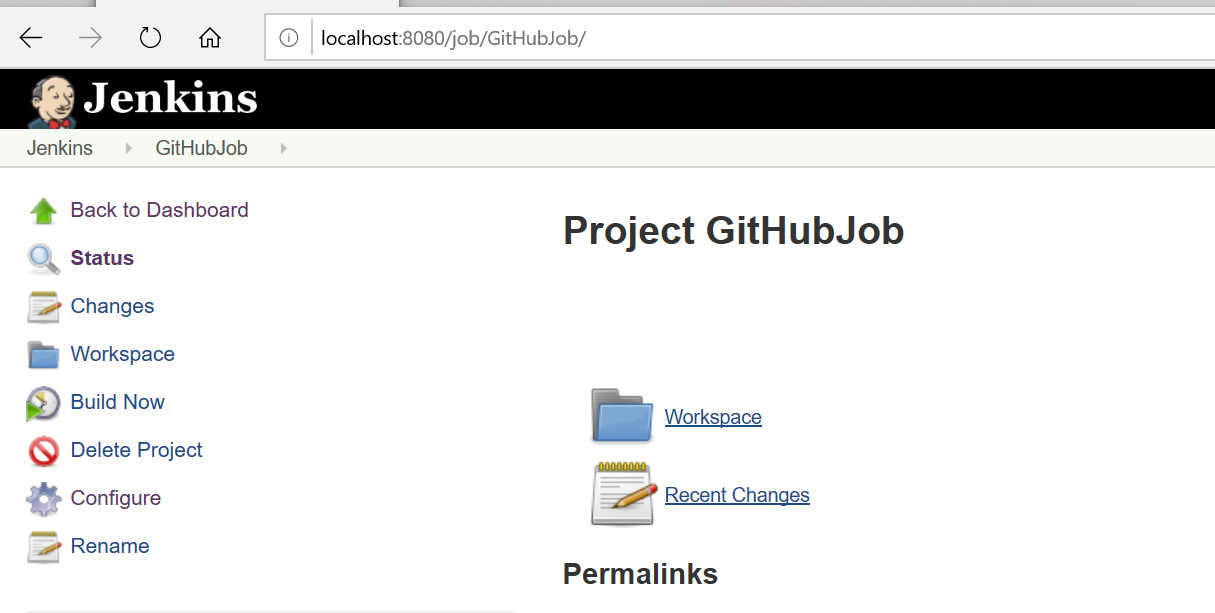 localhost:8080/job/GitHubJob/
Jenkins
Jenkins GitHubJob
Back to Dashboard
Status
Changes
Workspace
Build Now
Delete Project
Configure
Rename
Project GitHubJob
Workspace
Recent Changes
Permalinks